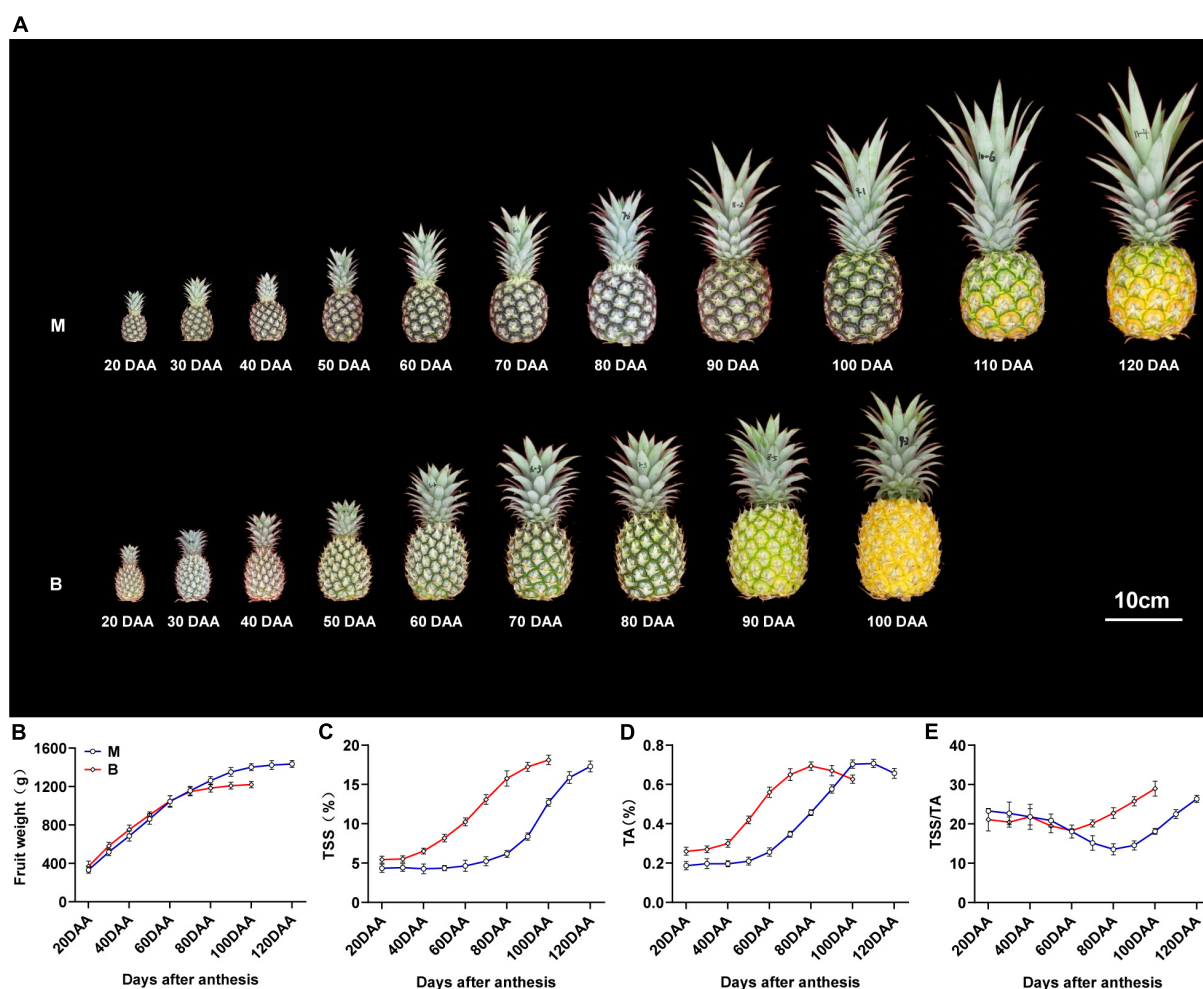 A
M
20 DAA 30 DAA 40 DAA 50 DAA 60 DAA 70 DAA 80 DAA 90 DAA 100 DAA 110 DAA 120 DAA
B
20 DAA 30 DAA 40 DAA 50 DAA 60 DAA 70 DAA 80 DAA 90 DAA 100 DAA
10cm
B
M
B
Fruit weight (g)
1600
1200
800
400
0
20DAA 40DAA 60DAA 80DAA 100DAA 120DAA
Days after anthesis
C
TSS (%)
20
15
10
5
0
20DAA 40DAA 60DAA 80DAA 100DAA 120DAA
Days after anthesis
D
TA(%)
0.8
0.6
0.4
0.2
0.0
20DAA 40DAA 60DAA 80DAA 100DAA 120DAA
Days after anthesis
E
TSS/TA
40
30
20
10
0
20DAA 40DAA 60DAA 80DAA 100DAA 120DAA
Days after anthesis